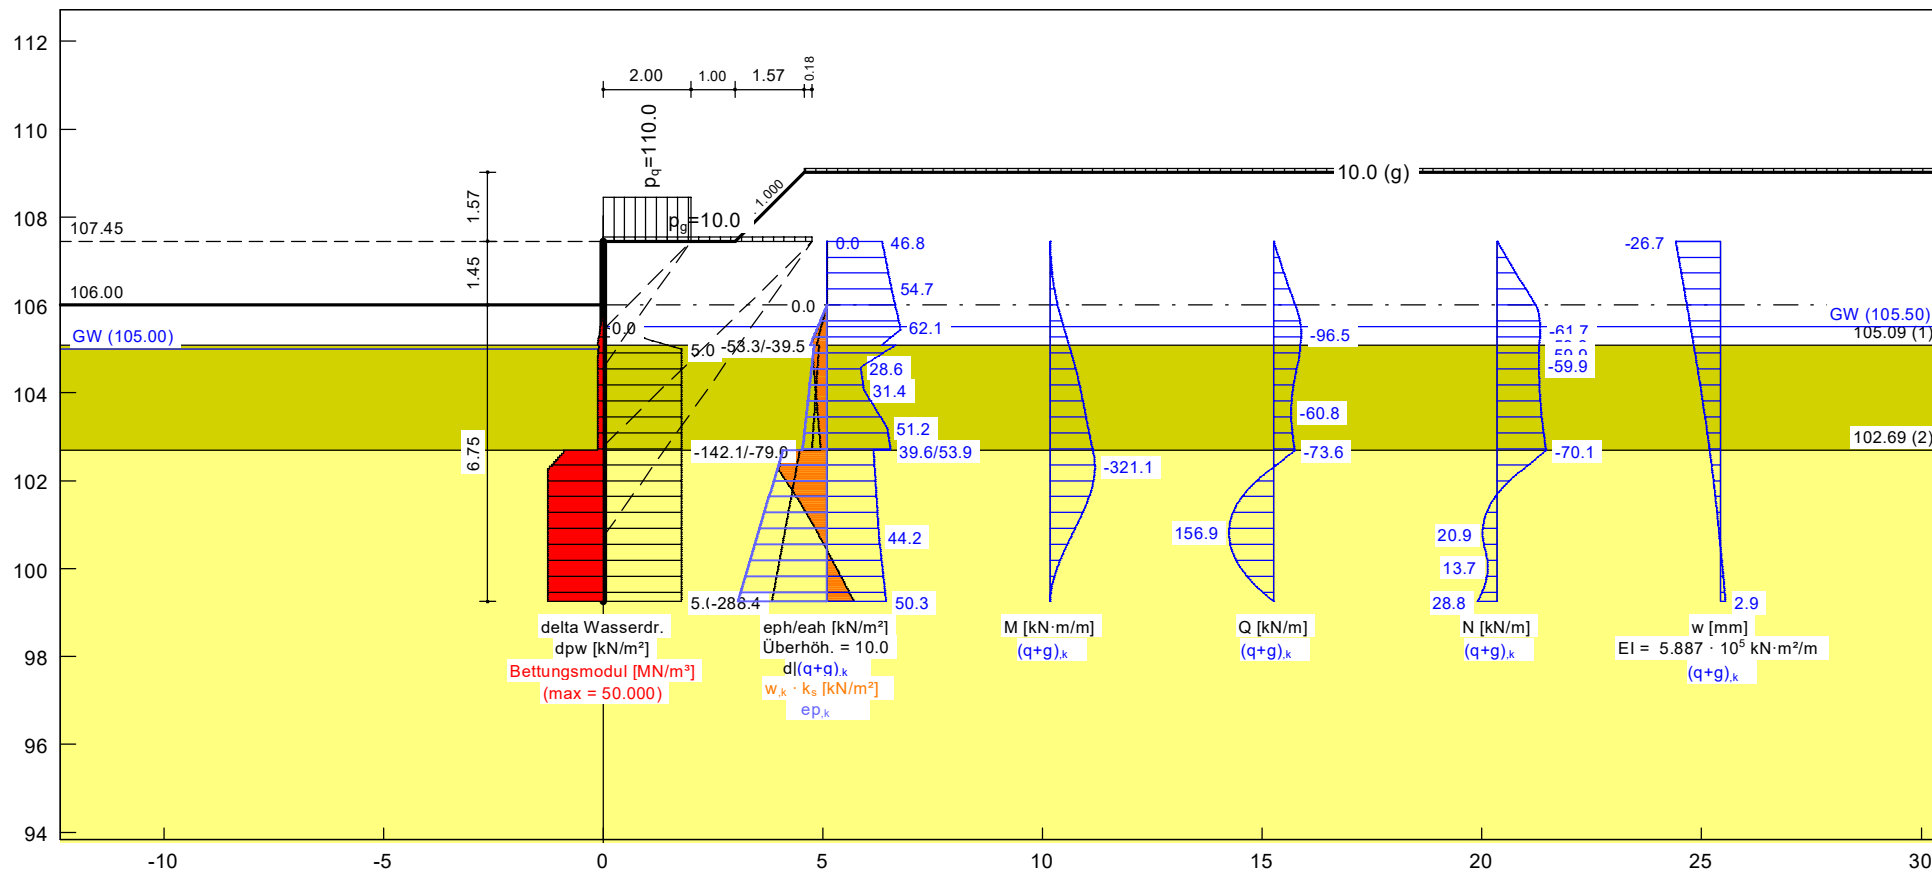 112
110
108
106
104
102
100
98
96
94
-10
-5
0
5
10
15
20
25
30
2.00
1.00
1.57
0.18
pq=110.0
pg=10.0
1.000
10.0 (g)
1.57
1.45
6.75
107.45
106.00
GW (105.00)
GW (105.50)
105.09 (1)
102.69 (2)
0.0
5.0
5.0
0.0
0.0
-53.3/-39.5
-142.1/-79.0
-288.4
46.8
54.7
62.1
28.6
31.4
51.2
39.6/53.9
44.2
50.3
-321.1
-96.5
-60.8
-73.6
156.9
-61.7
-59.9
-59.9
-70.1
20.9
13.7
28.8
-26.7
2.9
delta Wasserdr.
dpw [kN/m²]
Bettungsmodul [MN/m³]
(max = 50.000)
eph/eah [kN/m²]
Überhöh. = 10.0
d|(q+g),k
w,k · ks [kN/m²]
ep,k
M [kN·m/m]
(q+g),k
Q [kN/m]
(q+g),k
N [kN/m]
(q+g),k
w [mm]
EI = 5.887 · 10⁵ kN·m²/m
(q+g),k